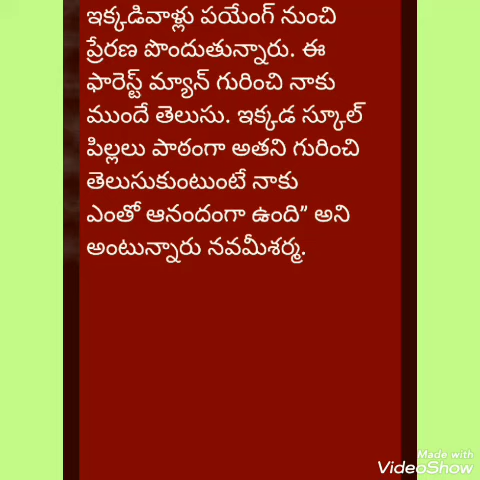 ఇక్కడివాళ్లు పయేంగ్ నుంచి
ప్రేరణ పొందుతున్నారు. ఈ
ఫారెస్ట్ మ్యాన్ గురించి నాకు
ముందే తెలుసు. ఇక్కడ స్కూల్
పిల్లలు పాఠంగా అతని గురించి
తెలుసుకుంటుంటే నాకు
ఎంతో ఆనందంగా ఉంది” అని
అంటున్నారు నవమీశర్మ.
Made with
VideoShow